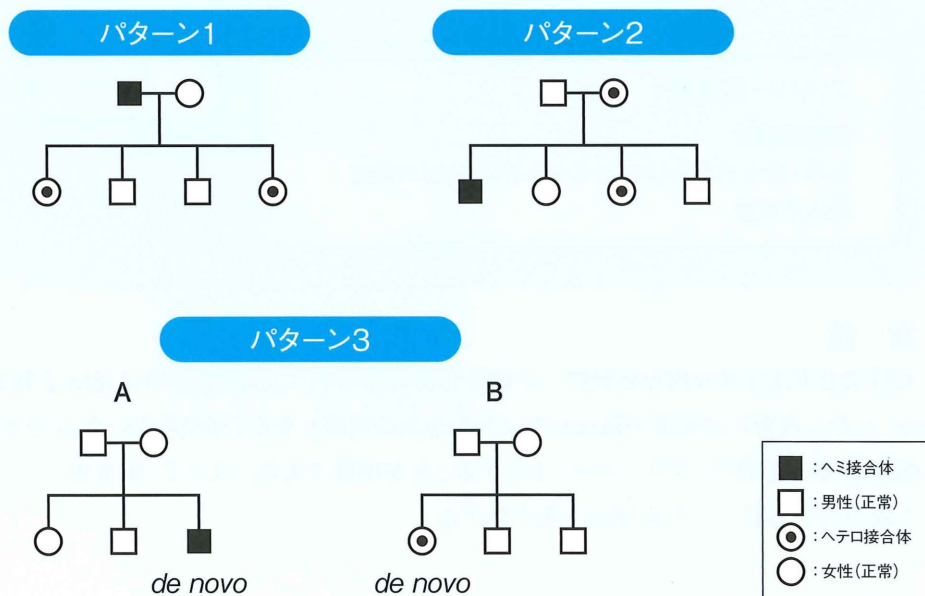 パターン1
パターン2
パターン3
A
B
de novo
de novo
:ヘミ接合体
:男性(正常)
:ヘテロ接合体
:女性(正常)